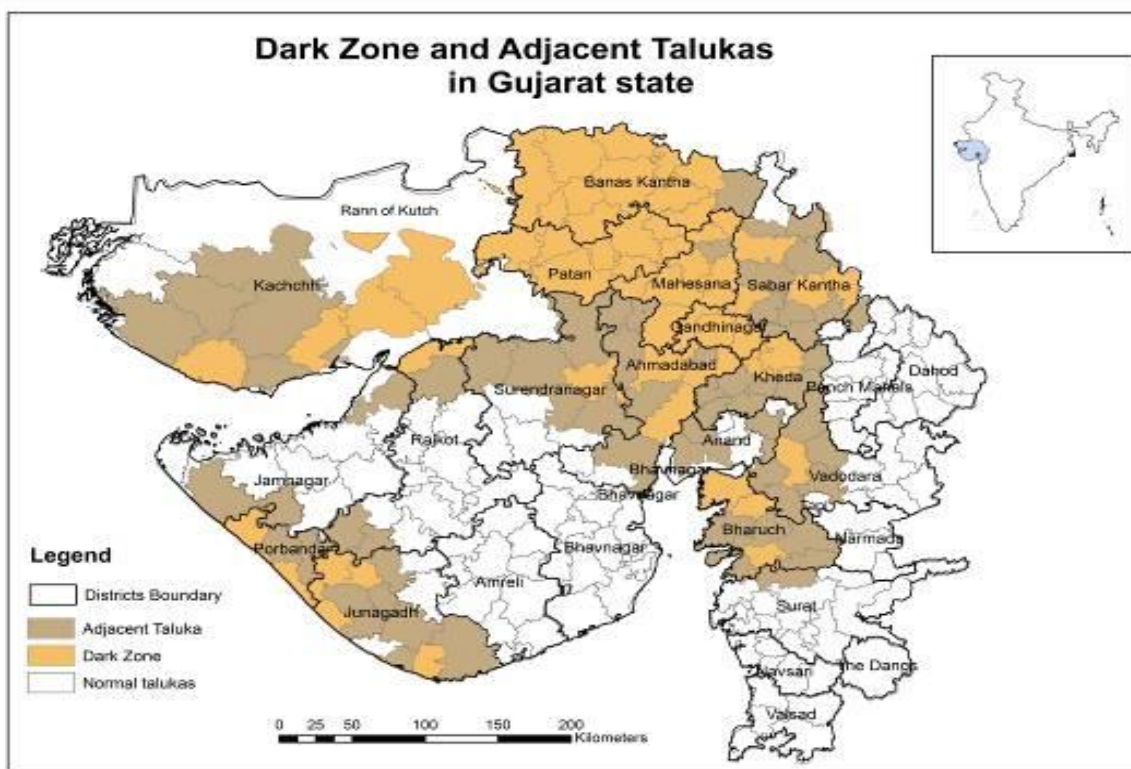 Dark Zone and Adjacent Talukas
in Gujarat state
Banas Kantha
Rann of Kutch
Patan
Mahesana
Sabar Kantha
Kachchh
Gandhinagar
Ahmadabad
Kheda
Panch Mahals
Dahod
Surendranagar
Rajkot
Anand
Jamnagar
Bhavnagar
Vadodara
Bhavnagar
Bharuch
Narmada
Porbandar
Bhavnagar
Amreli
Junagadh
Surat
Navsari
The Dangs
Valsad
Legend
Districts Boundary
Adjacent Taluka
Dark Zone
Normal talukas
0 25 50 100 150 200
Kilometers